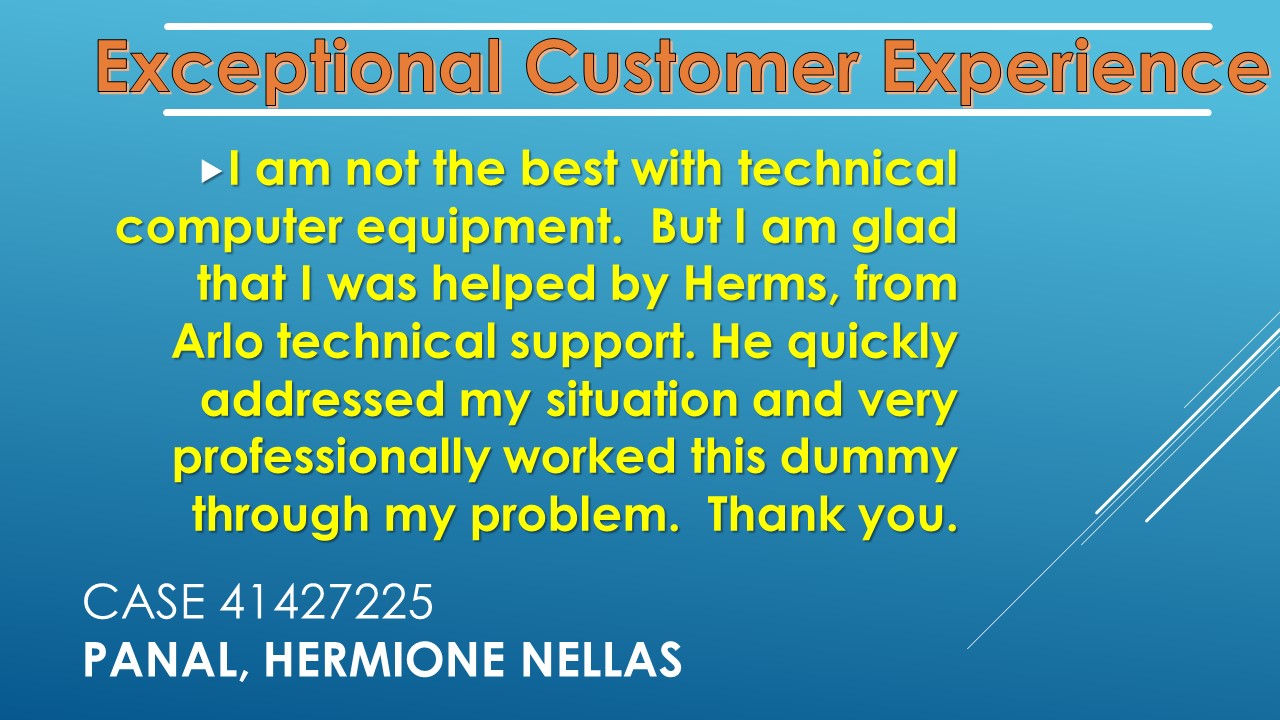 Exceptional Customer Experience
I am not the best with technical
computer equipment.  But I am glad
that I was helped by Herms, from
Arlo technical support. He quickly
addressed my situation and very
professionally worked this dummy
through my problem.  Thank you.
CASE 41427225
PANAL, HERMIONE NELLAS